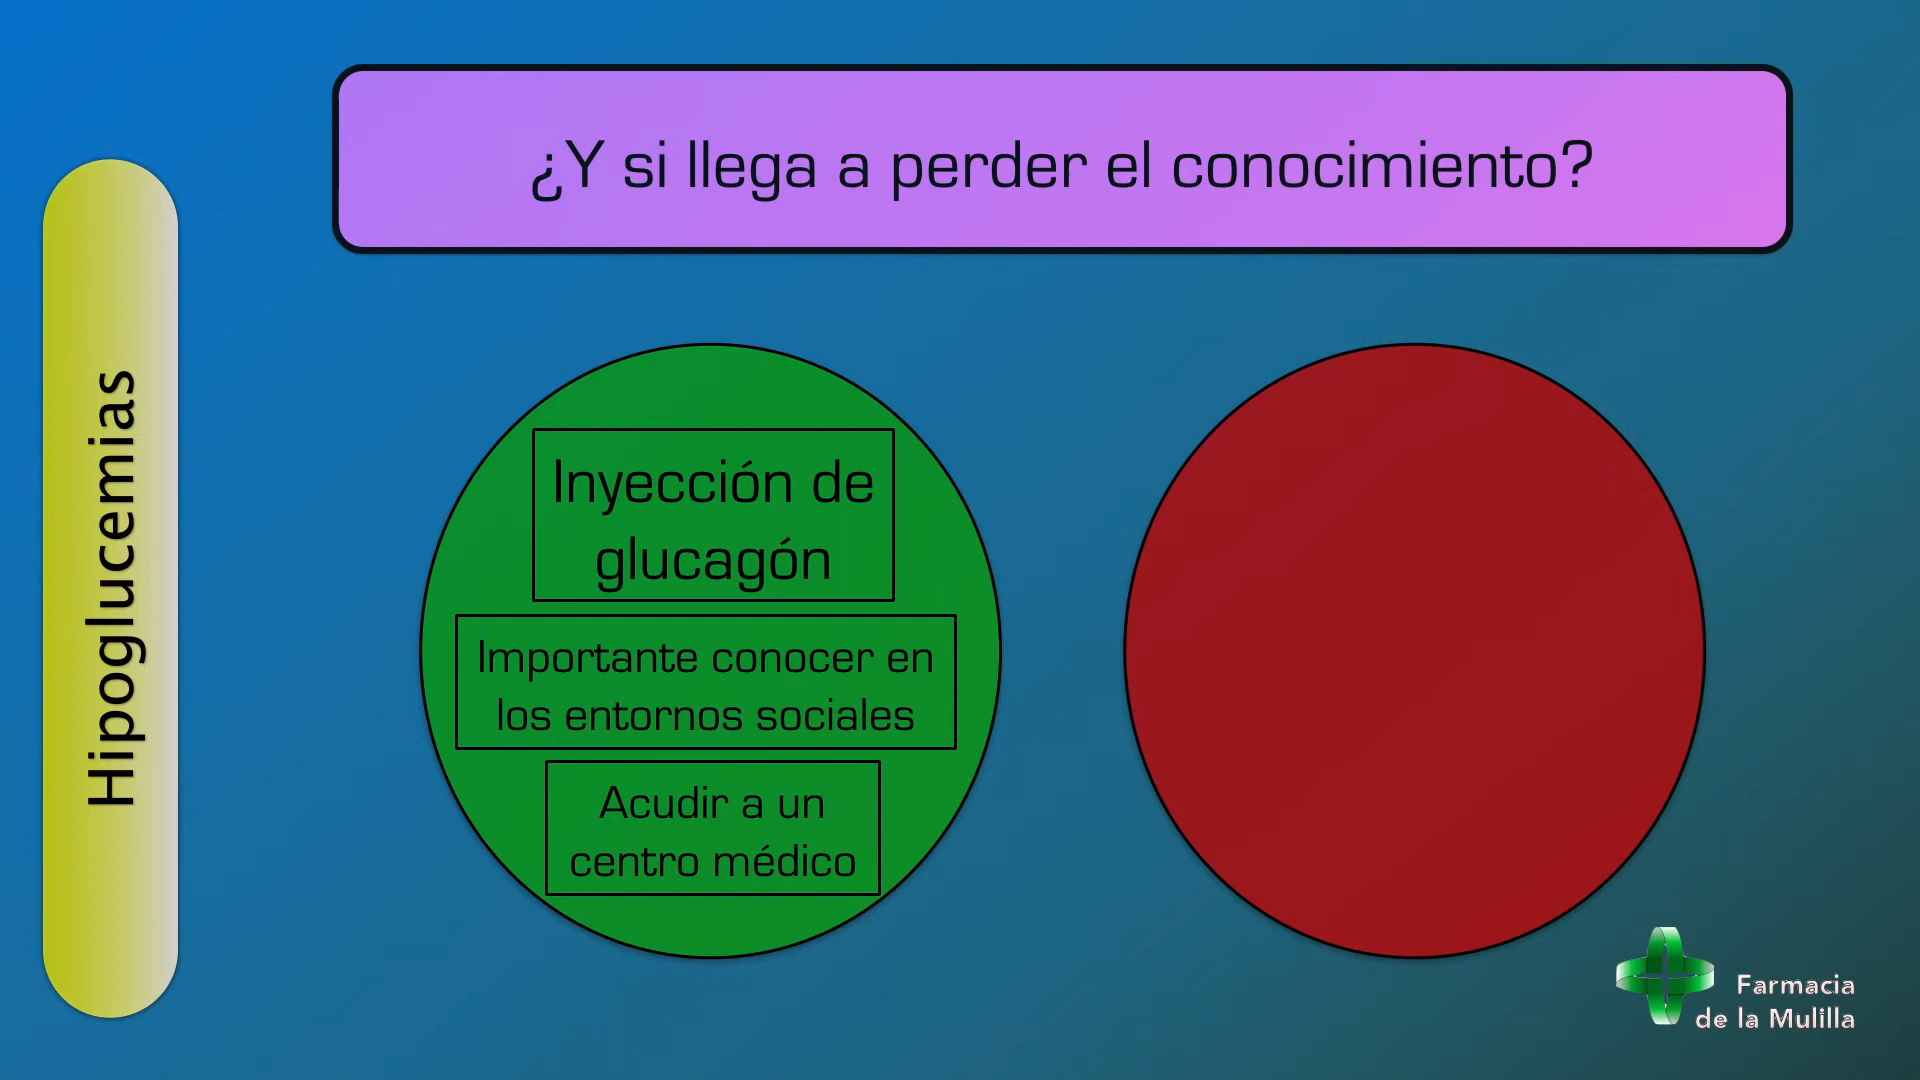 ¿Y si llega a perder el conocimiento?
Hipoglucemias
Inyección de
glucagón
Importante conocer en
los entornos sociales
Acudir a un
centro médico
Farmacia
de la Mulilla